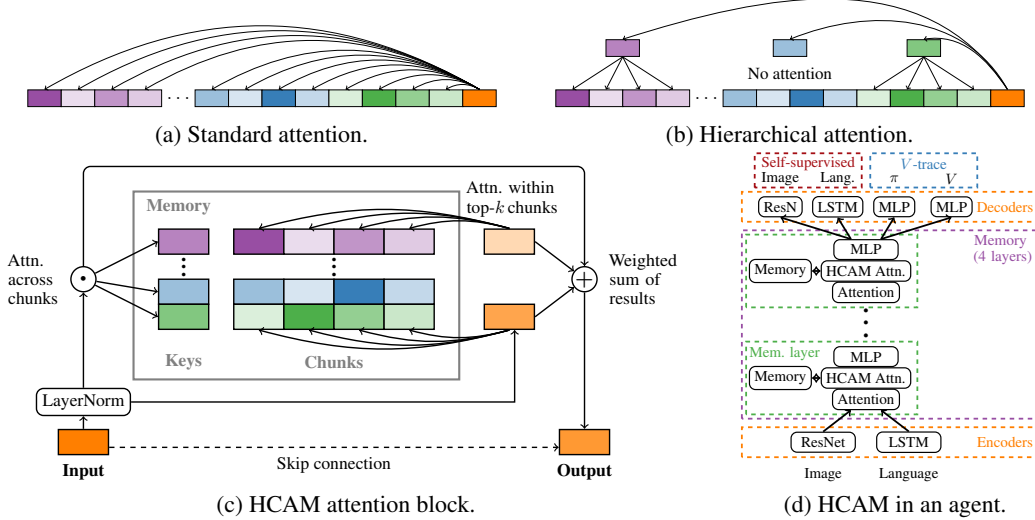 . . .
No attention
. . .
(a) Standard attention.
(b) Hierarchical attention.
Memory
Attn. within
top-k chunks
Attn.
across
chunks
Weighted
sum of
results
Keys
Chunks
LayerNorm
Input
Skip connection
Output
(c) HCAM attention block.
Self-supervised
Image Lang.
V-trace
π V
ResN LSTM MLP MLP Decoders
Memory
(4 layers)
MLP
Memory HCAM Attn.
Attention
Mem. layer
MLP
Memory HCAM Attn.
Attention
ResNet LSTM Encoders
Image Language
(d) HCAM in an agent.